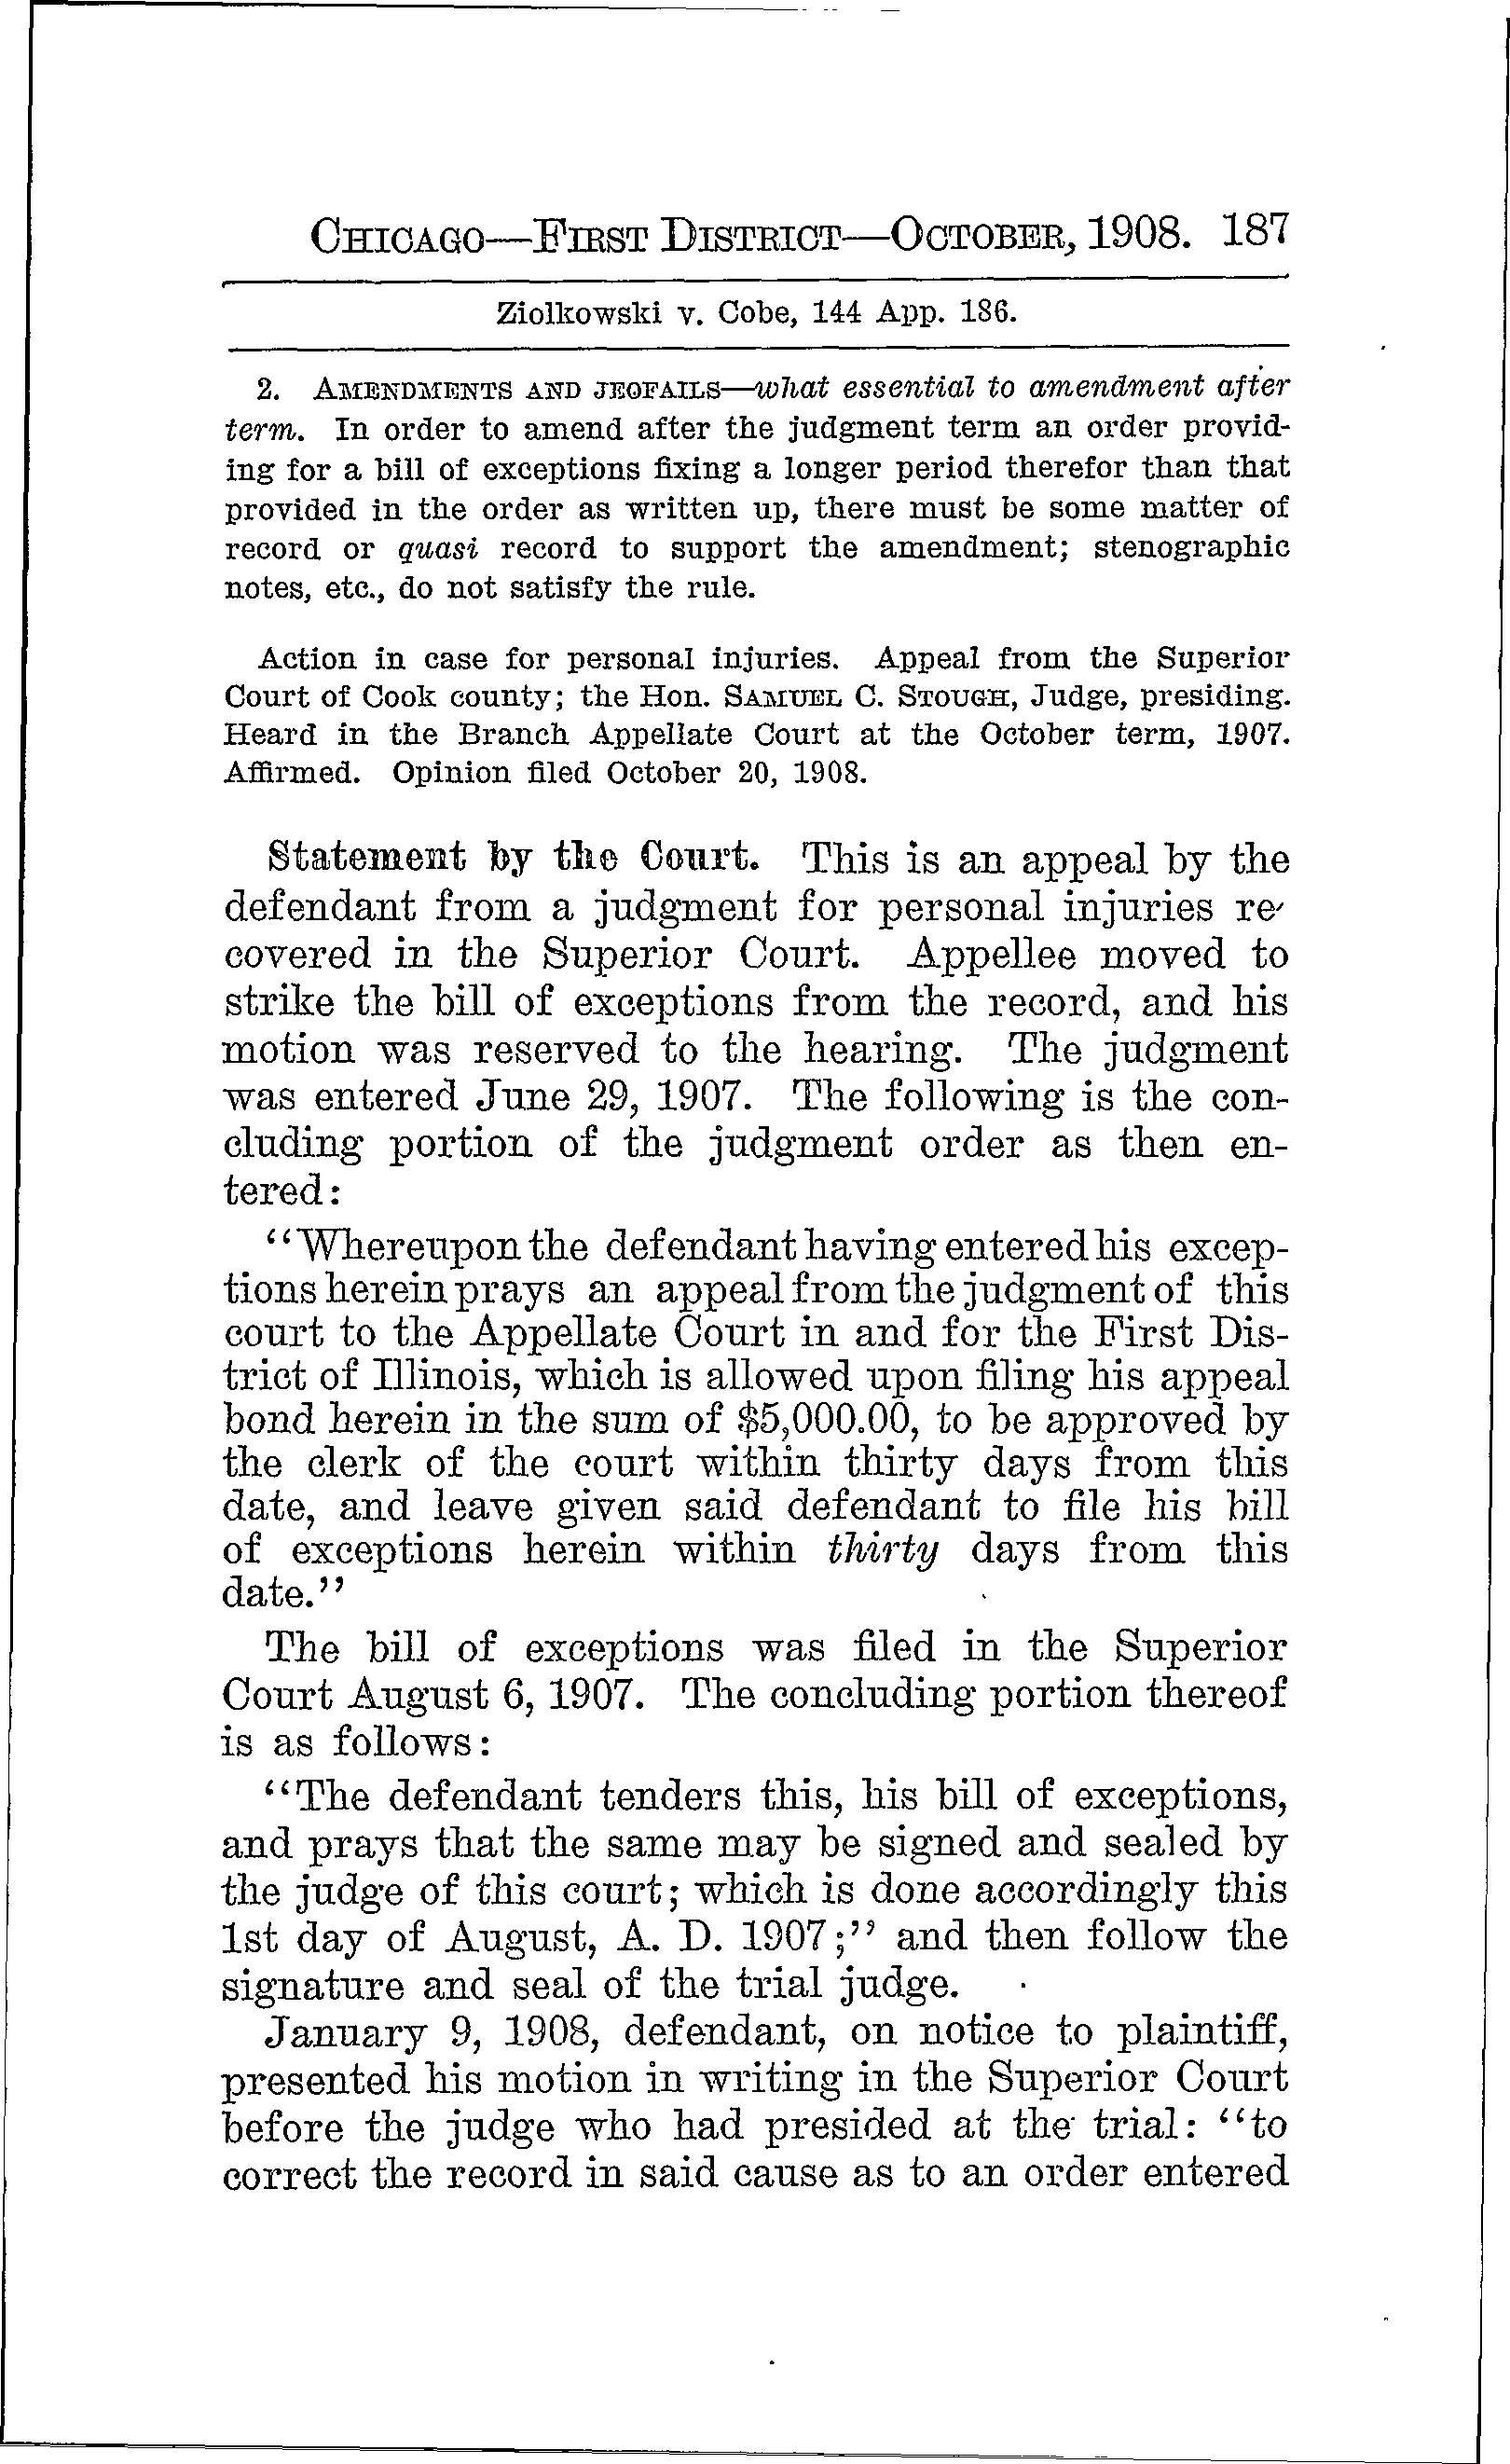 CHICAGO—FIRST DISTRICT—OCTOBER, 1908. 187
Ziolkowski v. Cobe, 144 App. 186.
2. AMENDMENTS AND JEOFAILS—what essential to amendment after
term. In order to amend after the judgment term an order provid-
ing for a bill of exceptions fixing a longer period therefor than that
provided in the order as written up, there must be some matter of
record or quasi record to support the amendment; stenographic
notes, etc., do not satisfy the rule.
Action in case for personal injuries. Appeal from the Superior
Court of Cook county; the Hon. SAMUEL C. STOUGH, Judge, presiding.
Heard in the Branch Appellate Court at the October term, 1907.
Affirmed. Opinion filed October 20, 1908.
Statement by the Court. This is an appeal by the
defendant from a judgment for personal injuries re-
covered in the Superior Court. Appellee moved to
strike the bill of exceptions from the record, and his
motion was reserved to the hearing. The judgment
was entered June 29, 1907. The following is the con-
cluding portion of the judgment order as then en-
tered:
"Whereupon the defendant having entered his excep-
tions herein prays an appeal from the judgment of this
court to the Appellate Court in and for the First Dis-
trict of Illinois, which is allowed upon filing his appeal
bond herein in the sum of $5,000.00, to be approved by
the clerk of the court within thirty days from this
date, and leave given said defendant to file his bill
of exceptions herein within thirty days from this
date."
The bill of exceptions was filed in the Superior
Court August 6, 1907. The concluding portion thereof
is as follows:
"The defendant tenders this, his bill of exceptions,
and prays that the same may be signed and sealed by
the judge of this court; which is done accordingly this
1st day of August, A. D. 1907;" and then follow the
signature and seal of the trial judge.
January 9, 1908, defendant, on notice to plaintiff,
presented his motion in writing in the Superior Court
before the judge who had presided at the trial: "to
correct the record in said cause as to an order entered